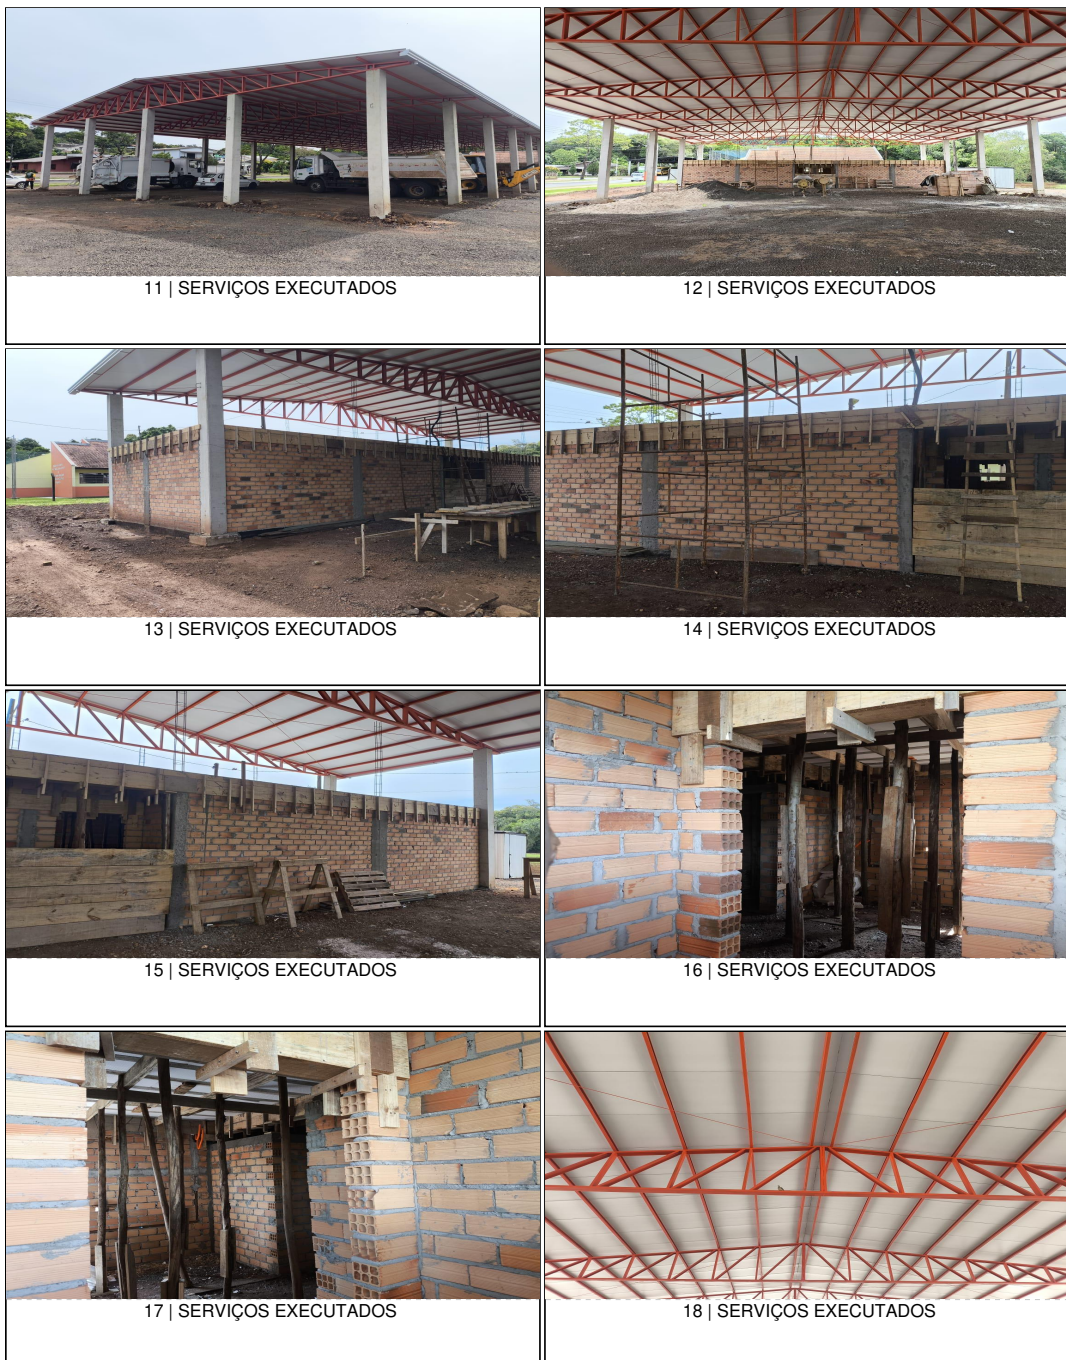 11 | SERVIÇOS EXECUTADOS
12 | SERVIÇOS EXECUTADOS
13 | SERVIÇOS EXECUTADOS
14 | SERVIÇOS EXECUTADOS
15 | SERVIÇOS EXECUTADOS
16 | SERVIÇOS EXECUTADOS
17 | SERVIÇOS EXECUTADOS
18 | SERVIÇOS EXECUTADOS